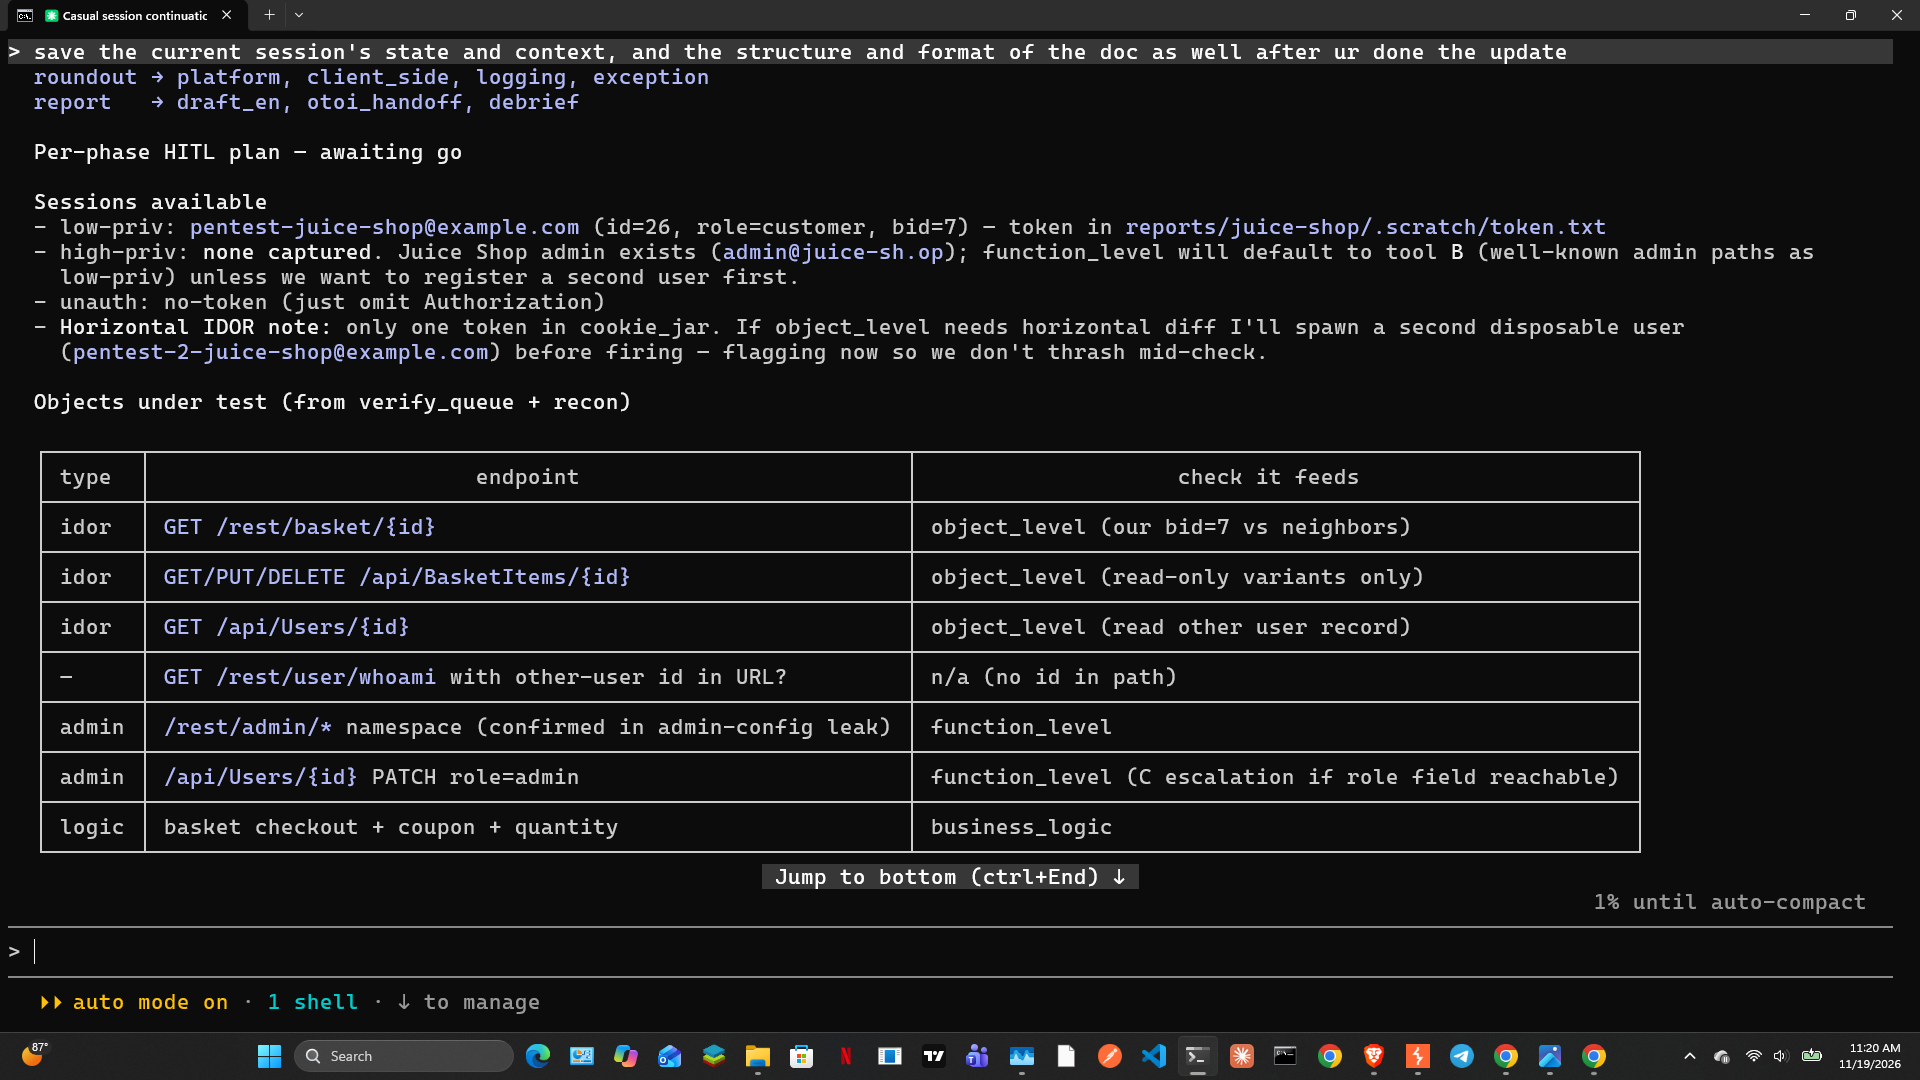 Casual session continuatic
> save the current session's state and context, and the structure and format of the doc as well after ur done the update
roundout → platform, client_side, logging, exception
report → draft_en, otoi_handoff, debrief
Per-phase HITL plan — awaiting go
Sessions available
- low-priv: pentest-juice-shop@example.com (id=26, role=customer, bid=7) — token in reports/juice-shop/.scratch/token.txt
- high-priv: none captured. Juice Shop admin exists (admin@juice-sh.op); function_level will default to tool B (well-known admin paths as
low-priv) unless we want to register a second user first.
- unauth: no-token (just omit Authorization)
- Horizontal IDOR note: only one token in cookie_jar. If object_level needs horizontal diff I'll spawn a second disposable user
(pentest-2-juice-shop@example.com) before firing — flagging now so we don't thrash mid-check.
Objects under test (from verify_queue + recon)
type endpoint check it feeds
idor GET /rest/basket/{id} object_level (our bid=7 vs neighbors)
idor GET/PUT/DELETE /api/BasketItems/{id} object_level (read-only variants only)
idor GET /api/Users/{id} object_level (read other user record)
— GET /rest/user/whoami with other-user id in URL? n/a (no id in path)
admin /rest/admin/* namespace (confirmed in admin-config leak) function_level
admin /api/Users/{id} PATCH role=admin function_level (C escalation if role field reachable)
logic basket checkout + coupon + quantity business_logic
Jump to bottom (ctrl+End) ↓
1% until auto-compact
>
auto mode on · 1 shell · ↓ to manage
87°
Search
11:20 AM
11/19/2026